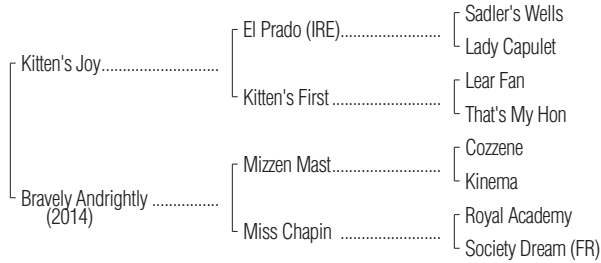 Sadler's Wells
El Prado (IRE)..........................
Lady Capulet
Kitten's Joy..............................
Lear Fan
Kitten's First ............................
That's My Hon
Cozzene
Mizzen Mast............................
Kinema
Bravely Andrightly .................
(2014)
Royal Academy
Miss Chapin ..........................
Society Dream (FR)